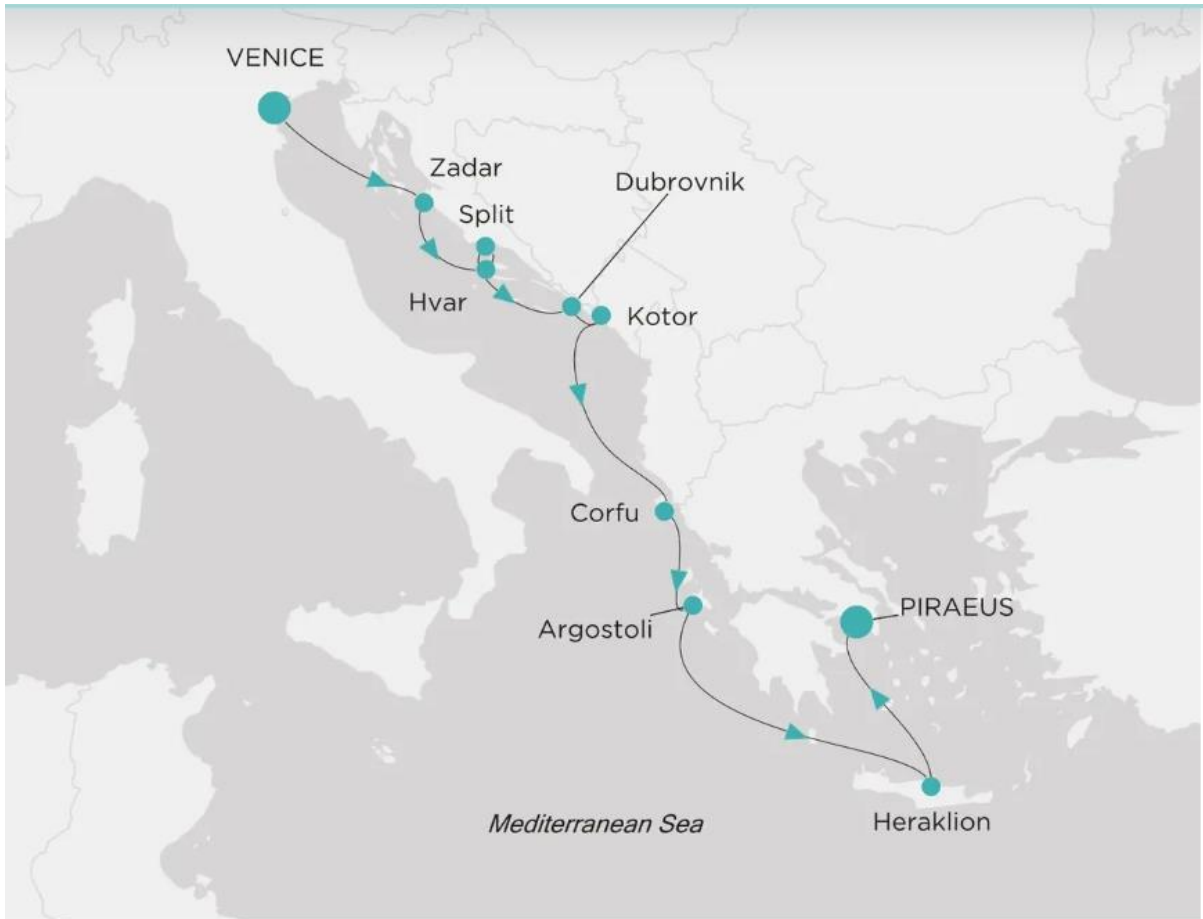 VENICE
Zadar
Dubrovnik
Split
Hvar
Kotor
Corfu
PIRAEUS
Argostoli
Mediterranean Sea
Heraklion